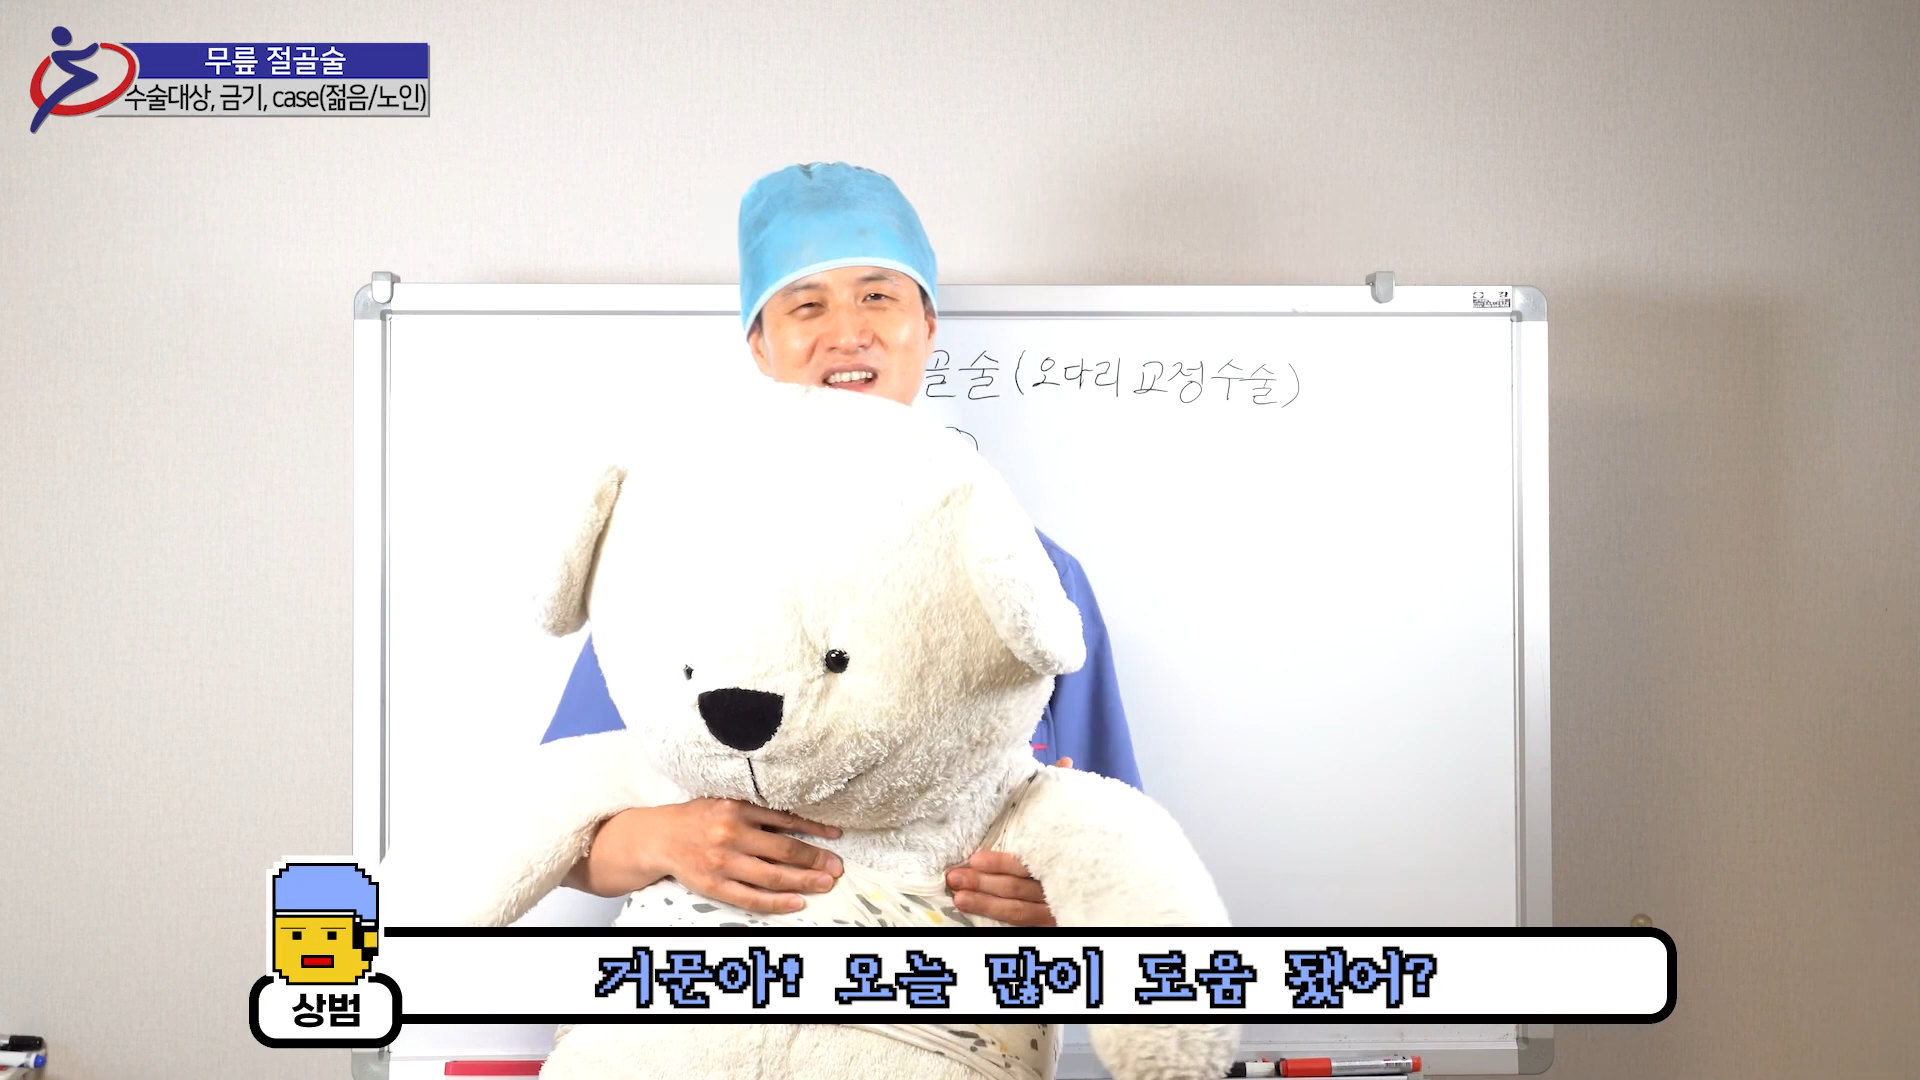 무릎 절골술
수술대상, 금기, case(젊음/노인)
골술(오다리 교정수술)
거문아! 오늘 많이 도움 됐어?
상범